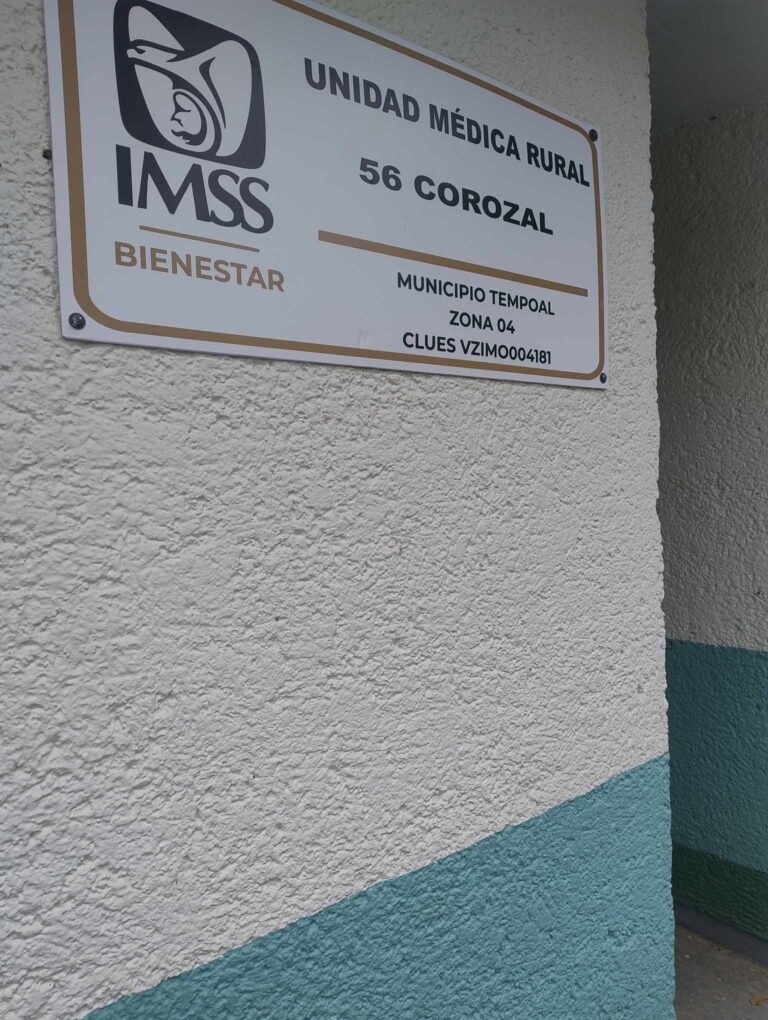 IMSS
BIENESTAR
UNIDAD MÉDICA RURAL
56 COROZAL
MUNICIPIO TEMPOAL
ZONA 04
CLUES VZIMO004181